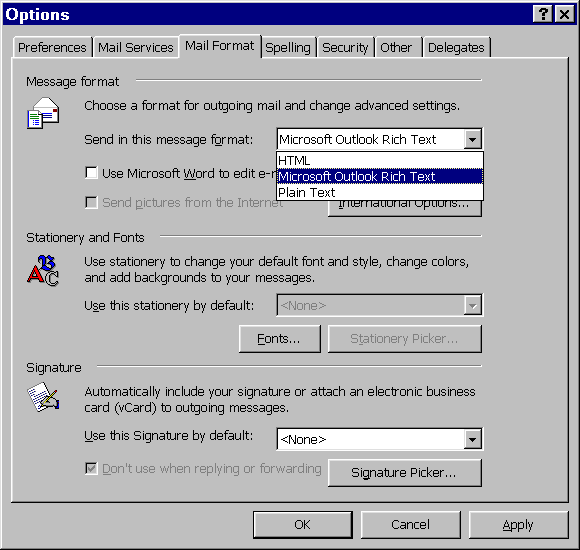 Options
Preferences Mail Services Mail Format Spelling Security Other Delegates
Message format
Choose a format for outgoing mail and change advanced settings.
Send in this message format: Microsoft Outlook Rich Text
HTML
Use Microsoft Word to edit e-
Microsoft Outlook Rich Text
Plain Text
Send pictures from the Internet International Options...
Stationery and Fonts
Use stationery to change your default font and style, change colors,
and add backgrounds to your messages.
Use this stationery by default: <None>
Fonts... Stationery Picker...
Signature
Automatically include your signature or attach an electronic business
card (vCard) to outgoing messages.
Use this Signature by default: <None>
Don't use when replying or forwarding Signature Picker...
OK Cancel Apply